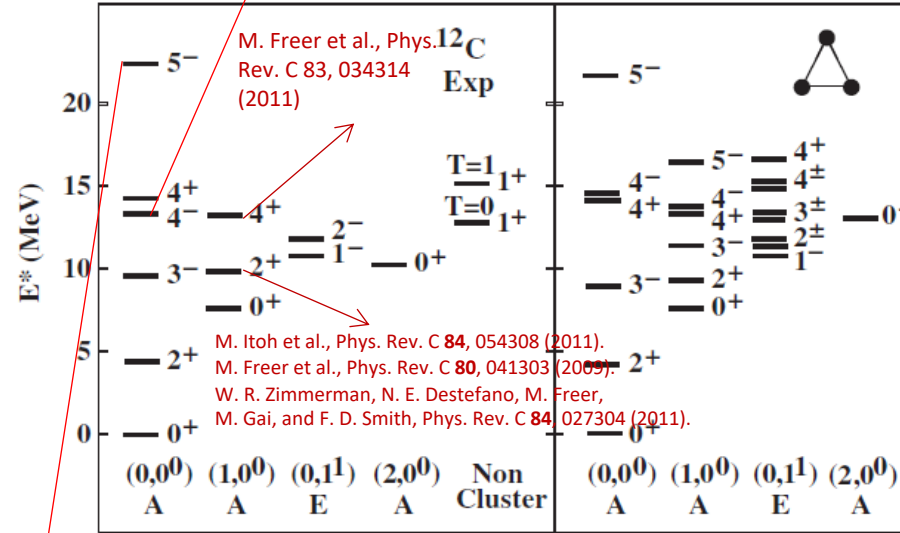 M. Freer et al., Phys.
Rev. C 83, 034314
(2011)
12C
Exp
E* (MeV)
20
15
10
5
0
5−
4+
4−
3−
2+
0+
4+
2+
0+
2−
1−
0+
T=1 1+
T=0 1+
M. Itoh et al., Phys. Rev. C 84, 054308 (2011).
M. Freer et al., Phys. Rev. C 80, 041303 (2009).
W. R. Zimmerman, N. E. Destefano, M. Freer,
M. Gai, and F. D. Smith, Phys. Rev. C 84, 027304 (2011).
(0,0⁰) (1,0⁰) (0,1¹) (2,0⁰) Non
A A E A Cluster
5−
4−
4+
3−
2+
0+
5−
4−
4+
3−
2+
0+
4+
4±
3±
2±
1−
0
(0,0⁰) (1,0⁰) (0,1¹) (2,0⁰)
A A E A